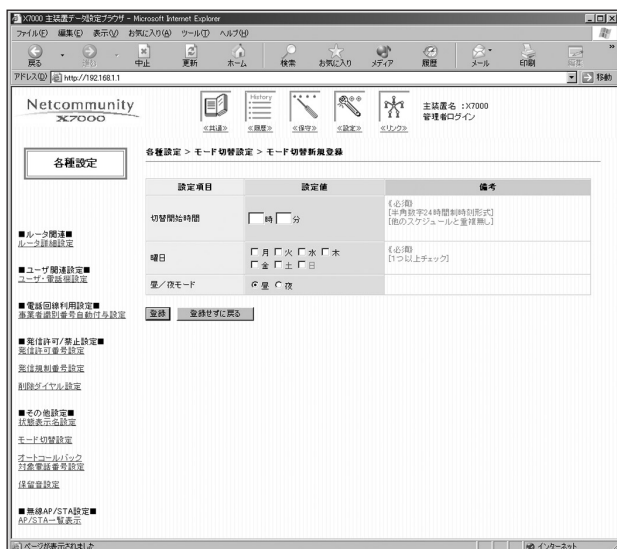 X7000 主装置データ設定ブラウザ - Microsoft Internet Explorer
ファイル(F) 編集(E) 表示(V) お気に入り(A) ツール(T) ヘルプ(H)
戻る 進む 中止 更新 ホーム 検索 お気に入り メディア 履歴 メール 印刷 編集
アドレス(D) http://192.168.1.1 移動
Netcommunity
X7000
History
≪共通≫ ≪履歴≫ ≪保守≫ ≪設定≫ ≪リンク≫
主装置名 :X7000
管理者ログイン
各種設定
各種設定 > モード切替設定 > モード切替新規登録
設定項目 設定値 備考
切替開始時間 時 分
《必須》
[半角数字24時間制時刻形式]
[他のスケジュールと重複無し]
曜日 月 火 水 木
金 土 日
《必須》
[1つ以上チェック]
昼/夜モード 昼 夜
登録 登録せずに戻る
■ルータ関連■
ルータ詳細設定
■ユーザ関連設定■
ユーザ・電話機設定
■電話回線利用設定■
事業者識別番号自動付与設定
■発信許可/禁止設定■
発信許可番号設定
発信規制番号設定
削除ダイヤル設定
■その他設定■
状態表示名設定
モード切替設定
オートコールバック
対象電話番号設定
保留音設定
■無線AP/STA設定■
AP/STA一覧表示
ページが表示されました インターネット